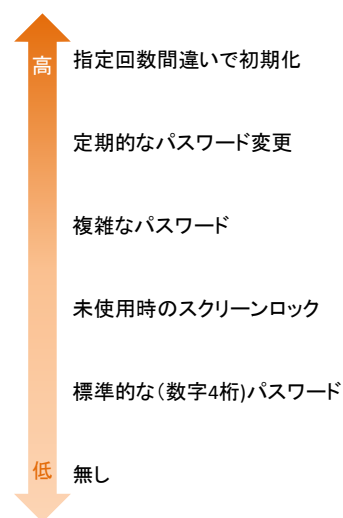 高
指定回数間違いで初期化
定期的なパスワード変更
複雑なパスワード
未使用時のスクリーンロック
標準的な(数字4桁)パスワード
低
無し